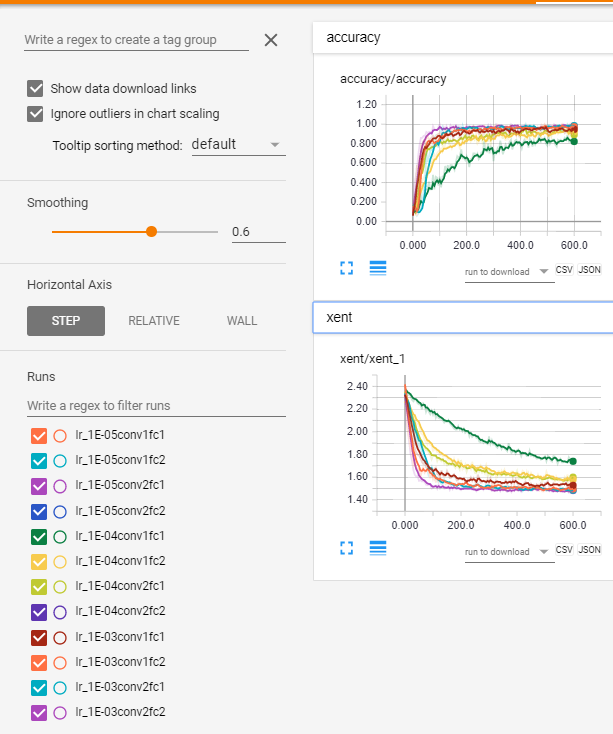 Write a regex to create a tag group
Show data download links
Ignore outliers in chart scaling
Tooltip sorting method: default
Smoothing
0.6
Horizontal Axis
STEP RELATIVE WALL
Runs
Write a regex to filter runs
lr_1E-05conv1fc1
lr_1E-05conv1fc2
lr_1E-05conv2fc1
lr_1E-05conv2fc2
lr_1E-04conv1fc1
lr_1E-04conv1fc2
lr_1E-04conv2fc1
lr_1E-04conv2fc2
lr_1E-03conv1fc1
lr_1E-03conv1fc2
lr_1E-03conv2fc1
lr_1E-03conv2fc2
accuracy
accuracy/accuracy
1.20
1.00
0.800
0.600
0.400
0.200
0.00
0.000 200.0 400.0 600.0
run to download CSV JSON
xent
xent/xent_1
2.40
2.20
2.00
1.80
1.60
1.40
0.000 200.0 400.0 600.0
run to download CSV JSON